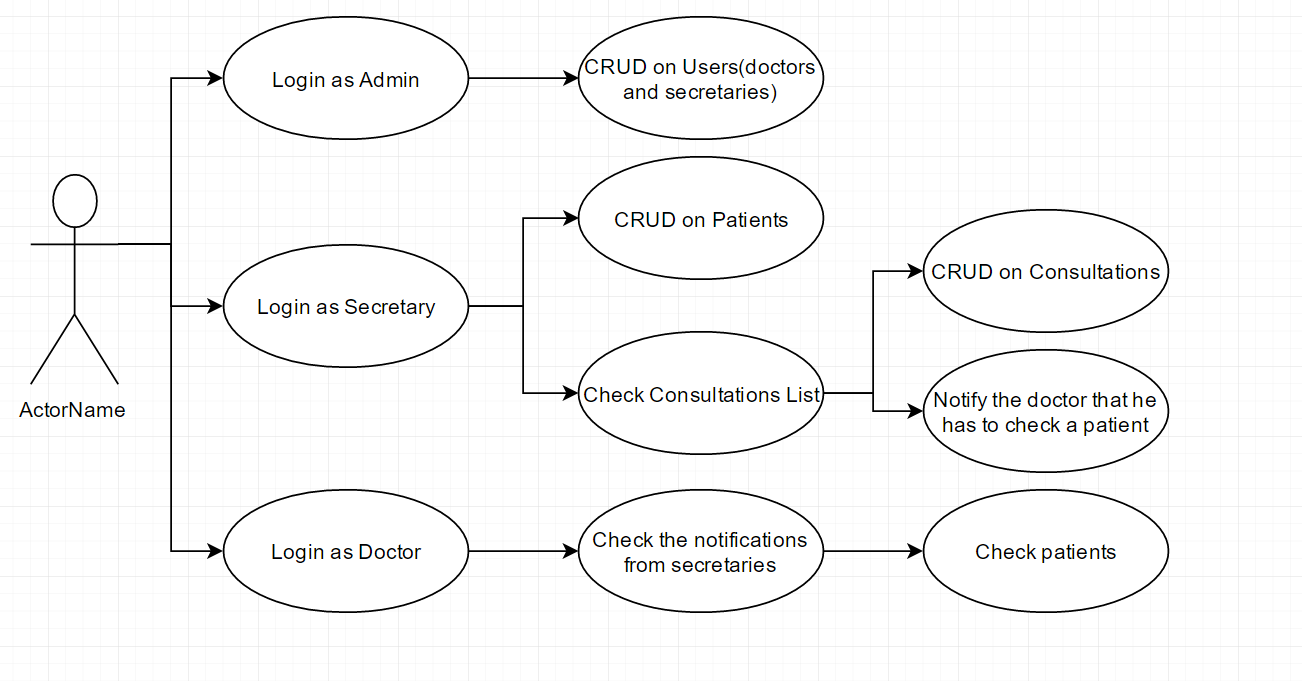 Login as Admin
CRUD on Users(doctors
and secretaries)
CRUD on Patients
Login as Secretary
CRUD on Consultations
Check Consultations List
Notify the doctor that he
has to check a patient
ActorName
Login as Doctor
Check the notifications
from secretaries
Check patients